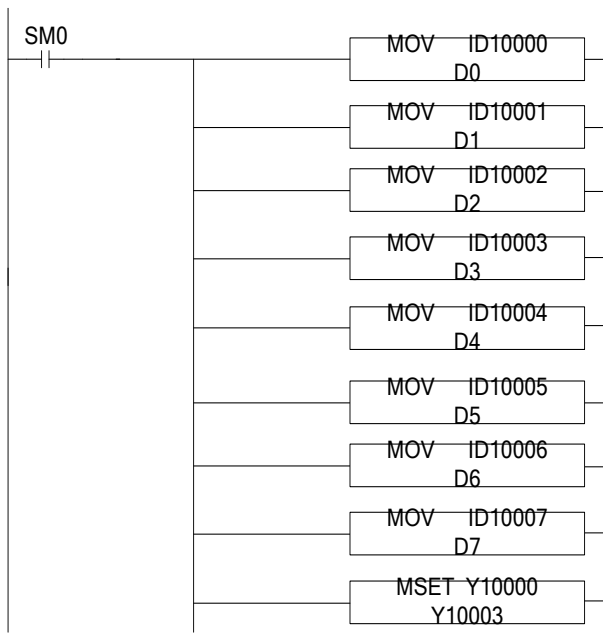 SM0
MOV ID10000
D0
MOV ID10001
D1
MOV ID10002
D2
MOV ID10003
D3
MOV ID10004
D4
MOV ID10005
D5
MOV ID10006
D6
MOV ID10007
D7
MSET Y10000
Y10003